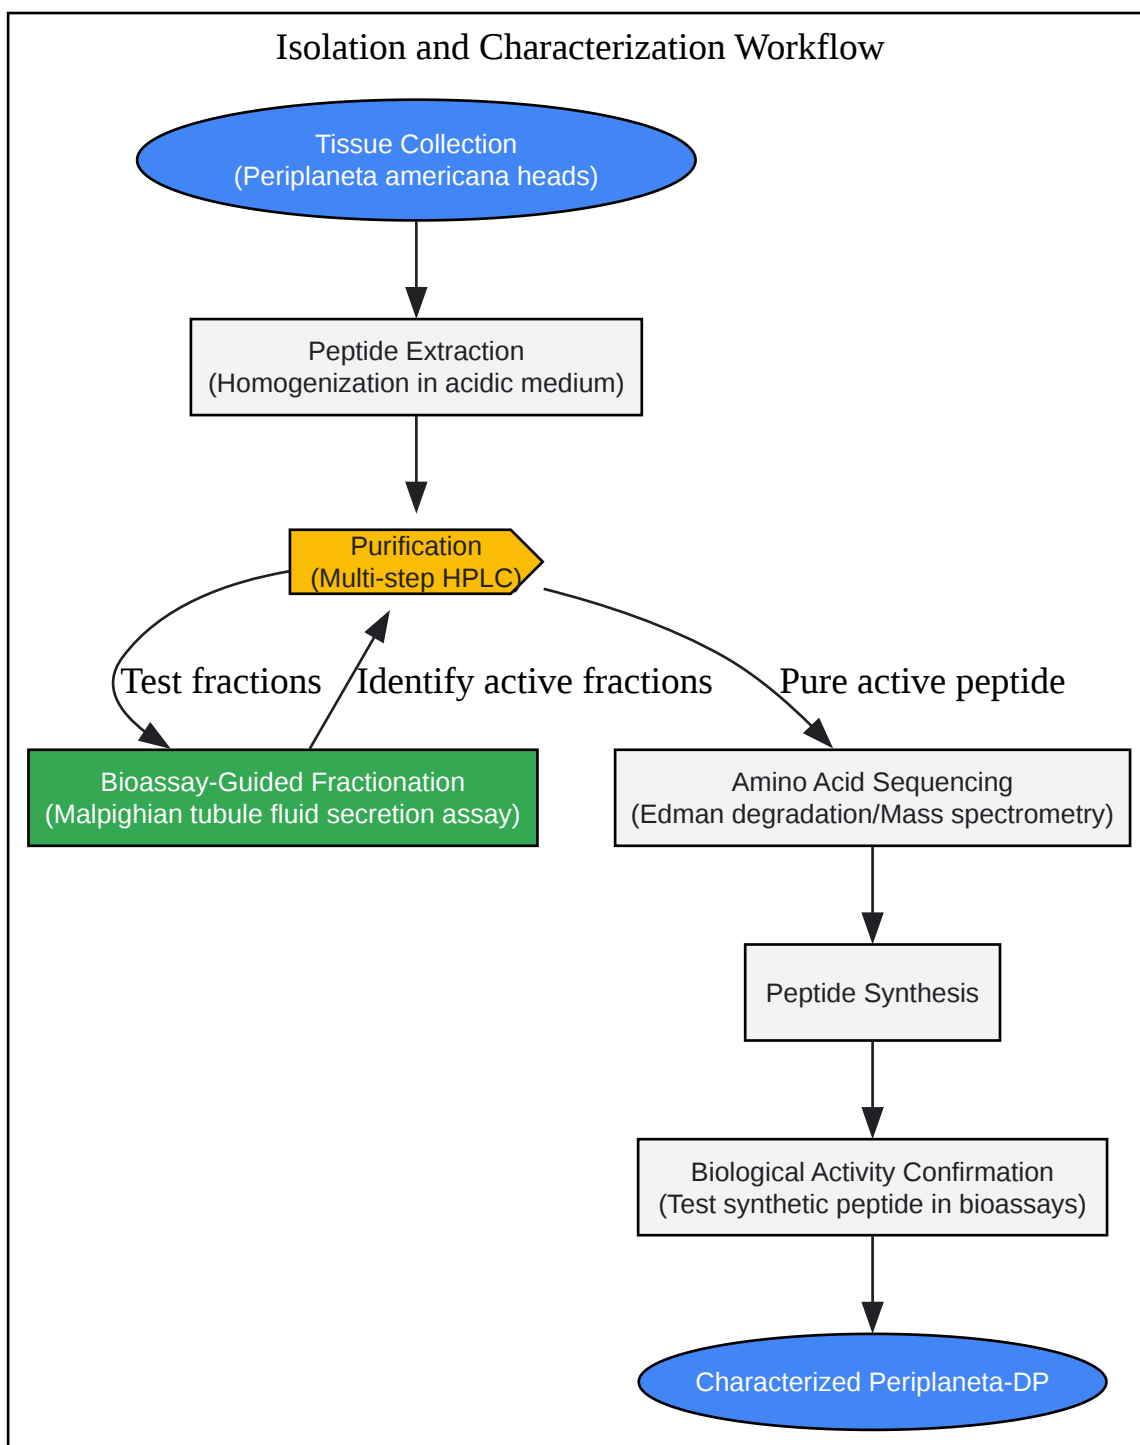 Isolation and Characterization Workflow
Tissue Collection
(Periplaneta americana heads)
Peptide Extraction
(Homogenization in acidic medium)
Purification
(Multi-step HPLC)
Test fractions
Identify active fractions
Pure active peptide
Bioassay-Guided Fractionation
(Malpighian tubule fluid secretion assay)
Amino Acid Sequencing
(Edman degradation/Mass spectrometry)
Peptide Synthesis
Biological Activity Confirmation
(Test synthetic peptide in bioassays)
Characterized Periplaneta-DP